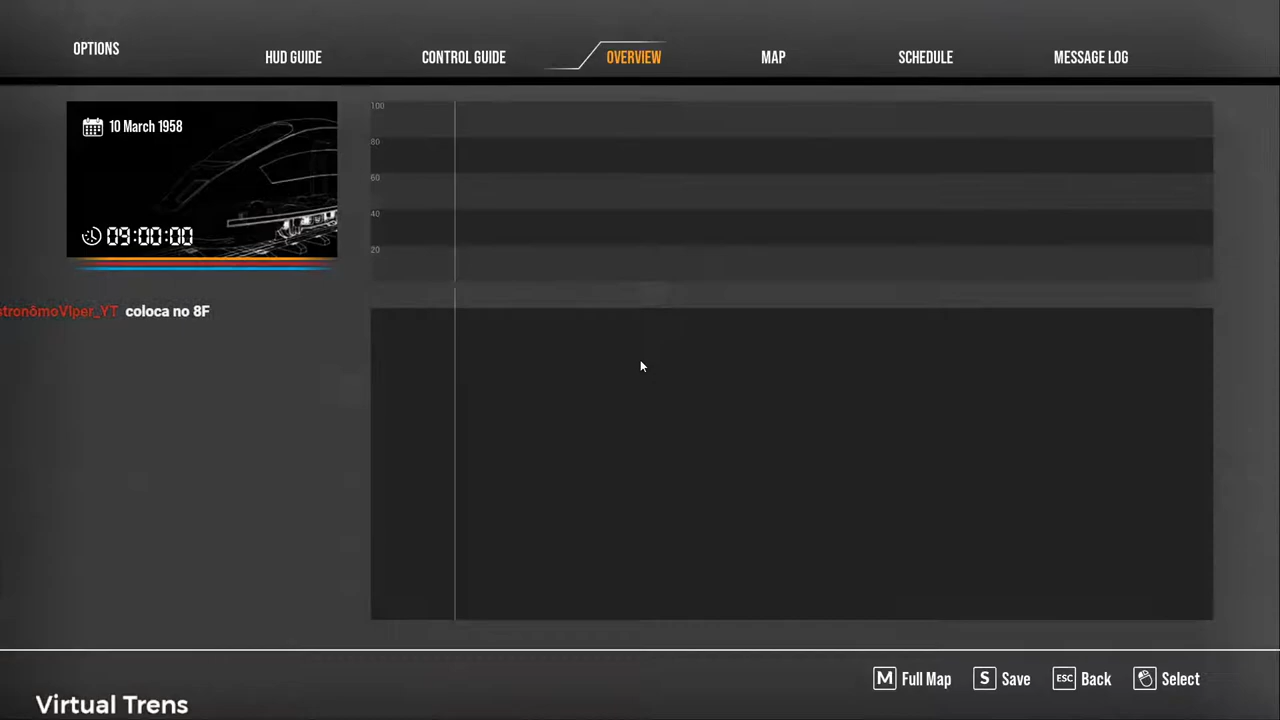 OPTIONS
HUD GUIDE
CONTROL GUIDE
OVERVIEW
MAP
SCHEDULE
MESSAGE LOG
10 March 1958
09:00:00
100
80
60
40
20
stronômoVIper_YT coloca no 8F
M Full Map
S Save
ESC Back
Select
Virtual Trens